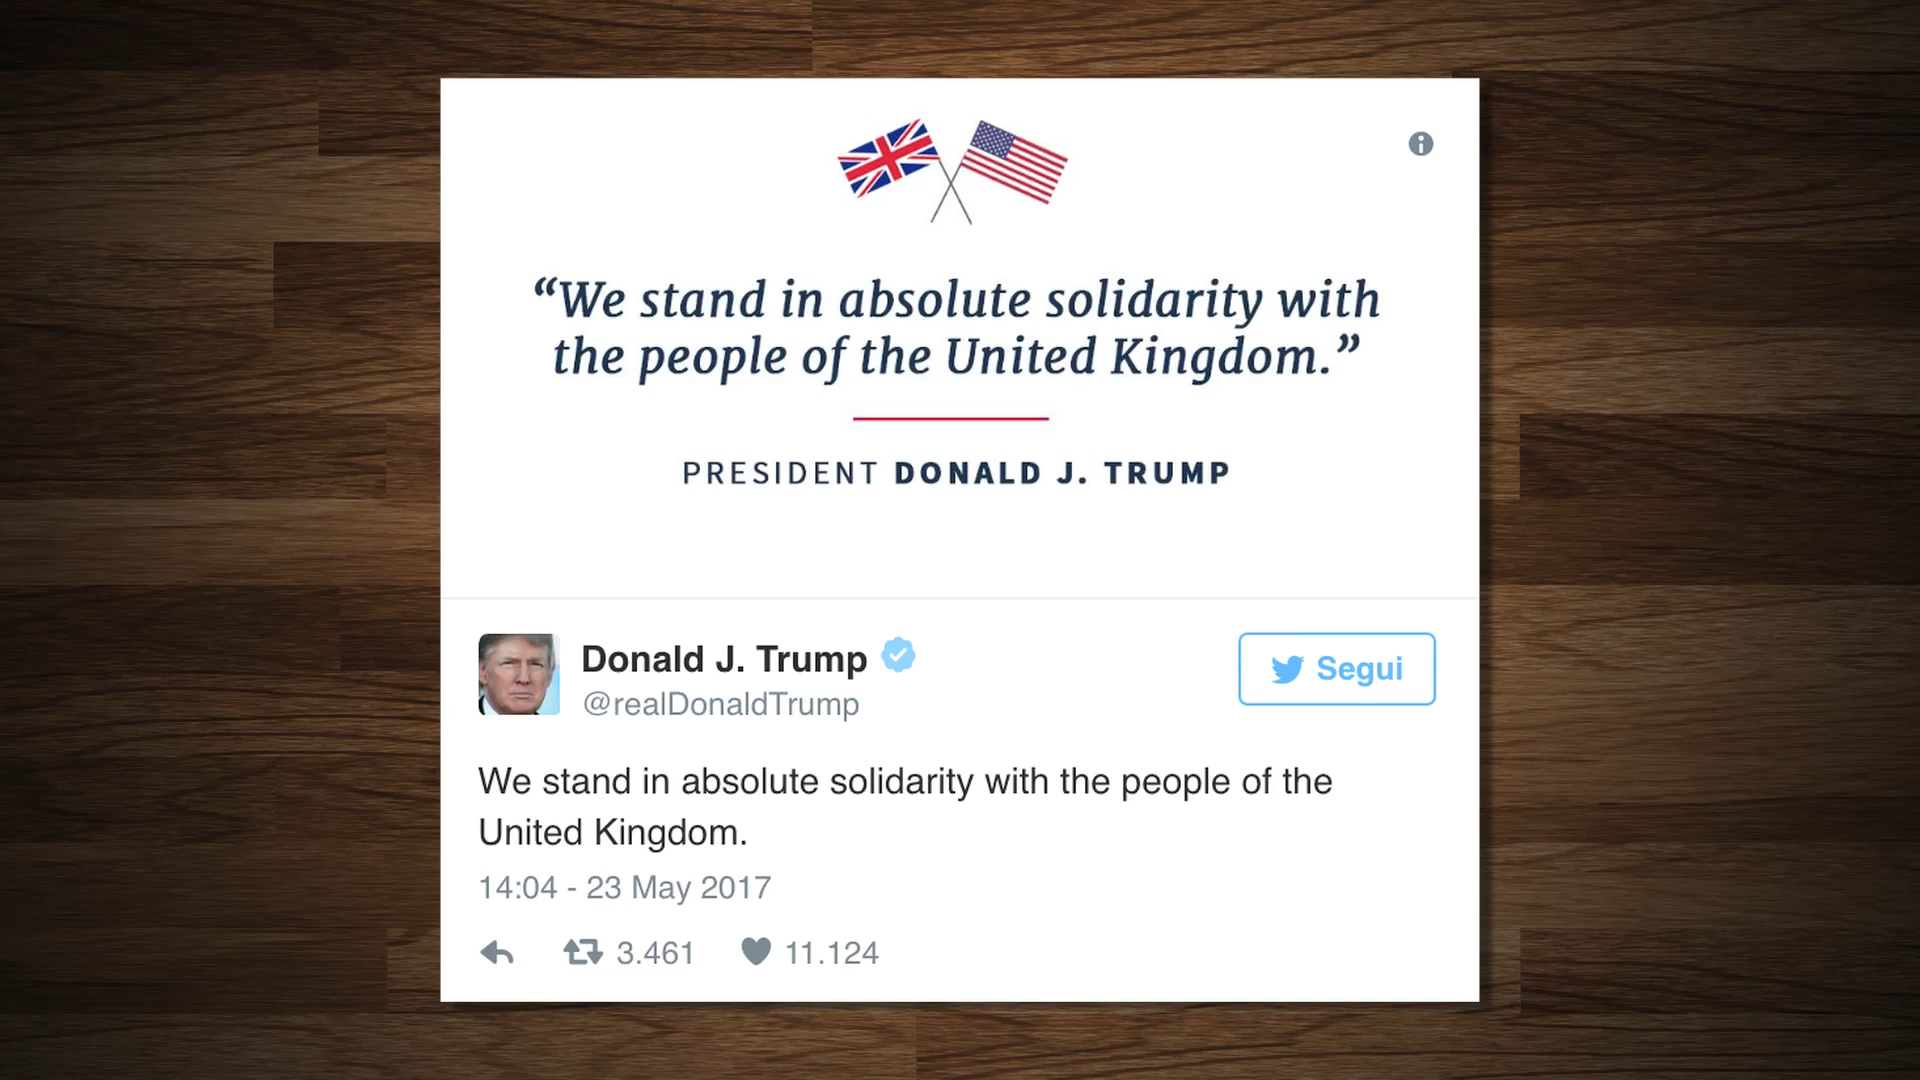 “We stand in absolute solidarity with
the people of the United Kingdom.”
PRESIDENT DONALD J. TRUMP
Donald J. Trump
@realDonaldTrump
Segui
We stand in absolute solidarity with the people of the
United Kingdom.
14:04 - 23 May 2017
3.461 11.124